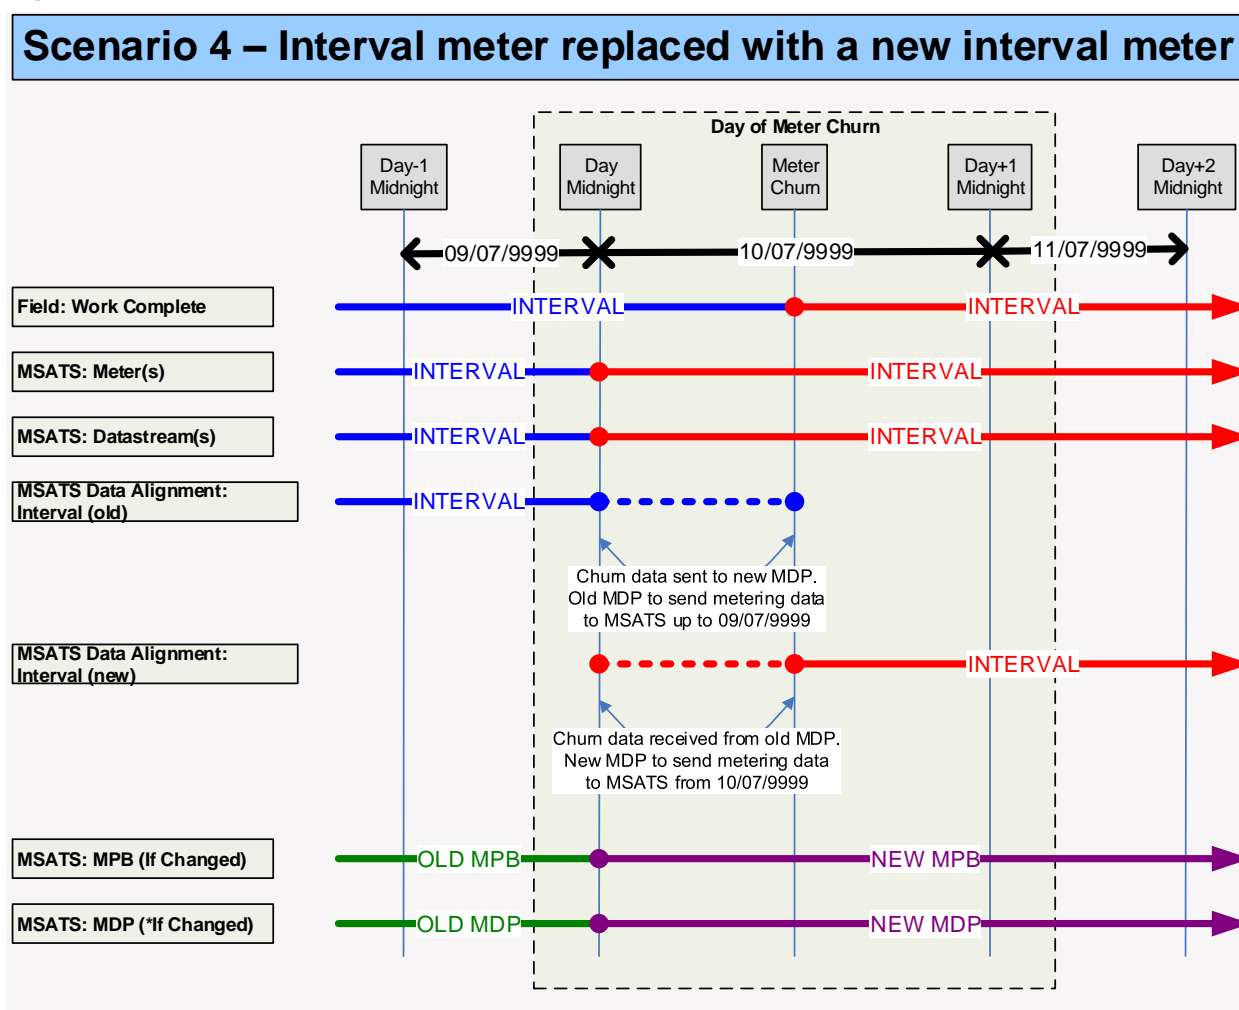 Scenario 4 – Interval meter replaced with a new interval meter
Day of Meter Churn
Day-1
Midnight
Day
Midnight
Meter
Churn
Day+1
Midnight
Day+2
Midnight
09/07/9999
10/07/9999
11/07/9999
Field: Work Complete
INTERVAL
INTERVAL
MSATS: Meter(s)
INTERVAL
INTERVAL
MSATS: Datastream(s)
INTERVAL
INTERVAL
MSATS Data Alignment:
Interval (old)
INTERVAL
Churn data sent to new MDP.
Old MDP to send metering data
to MSATS up to 09/07/9999
MSATS Data Alignment:
Interval (new)
INTERVAL
Churn data received from old MDP.
New MDP to send metering data
to MSATS from 10/07/9999
MSATS: MPB (If Changed)
OLD MPB
NEW MPB
MSATS: MDP (*If Changed)
OLD MDP
NEW MDP